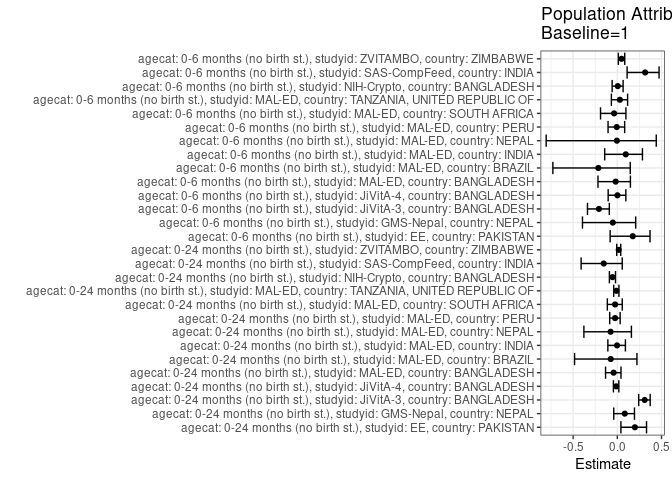 Population Attrib
Baseline=1
agecat: 0-6 months (no birth st.), studyid: ZVITAMBO, country: ZIMBABWE
agecat: 0-6 months (no birth st.), studyid: SAS-CompFeed, country: INDIA
agecat: 0-6 months (no birth st.), studyid: NIH-Crypto, country: BANGLADESH
agecat: 0-6 months (no birth st.), studyid: MAL-ED, country: TANZANIA, UNITED REPUBLIC OF
agecat: 0-6 months (no birth st.), studyid: MAL-ED, country: SOUTH AFRICA
agecat: 0-6 months (no birth st.), studyid: MAL-ED, country: PERU
agecat: 0-6 months (no birth st.), studyid: MAL-ED, country: NEPAL
agecat: 0-6 months (no birth st.), studyid: MAL-ED, country: INDIA
agecat: 0-6 months (no birth st.), studyid: MAL-ED, country: BRAZIL
agecat: 0-6 months (no birth st.), studyid: MAL-ED, country: BANGLADESH
agecat: 0-6 months (no birth st.), studyid: JiVitA-4, country: BANGLADESH
agecat: 0-6 months (no birth st.), studyid: JiVitA-3, country: BANGLADESH
agecat: 0-6 months (no birth st.), studyid: GMS-Nepal, country: NEPAL
agecat: 0-6 months (no birth st.), studyid: EE, country: PAKISTAN
agecat: 0-24 months (no birth st.), studyid: ZVITAMBO, country: ZIMBABWE
agecat: 0-24 months (no birth st.), studyid: SAS-CompFeed, country: INDIA
agecat: 0-24 months (no birth st.), studyid: NIH-Crypto, country: BANGLADESH
agecat: 0-24 months (no birth st.), studyid: MAL-ED, country: TANZANIA, UNITED REPUBLIC OF
agecat: 0-24 months (no birth st.), studyid: MAL-ED, country: SOUTH AFRICA
agecat: 0-24 months (no birth st.), studyid: MAL-ED, country: PERU
agecat: 0-24 months (no birth st.), studyid: MAL-ED, country: NEPAL
agecat: 0-24 months (no birth st.), studyid: MAL-ED, country: INDIA
agecat: 0-24 months (no birth st.), studyid: MAL-ED, country: BRAZIL
agecat: 0-24 months (no birth st.), studyid: MAL-ED, country: BANGLADESH
agecat: 0-24 months (no birth st.), studyid: JiVitA-4, country: BANGLADESH
agecat: 0-24 months (no birth st.), studyid: JiVitA-3, country: BANGLADESH
agecat: 0-24 months (no birth st.), studyid: GMS-Nepal, country: NEPAL
agecat: 0-24 months (no birth st.), studyid: EE, country: PAKISTAN
-0.5 0.0 0.5
Estimate